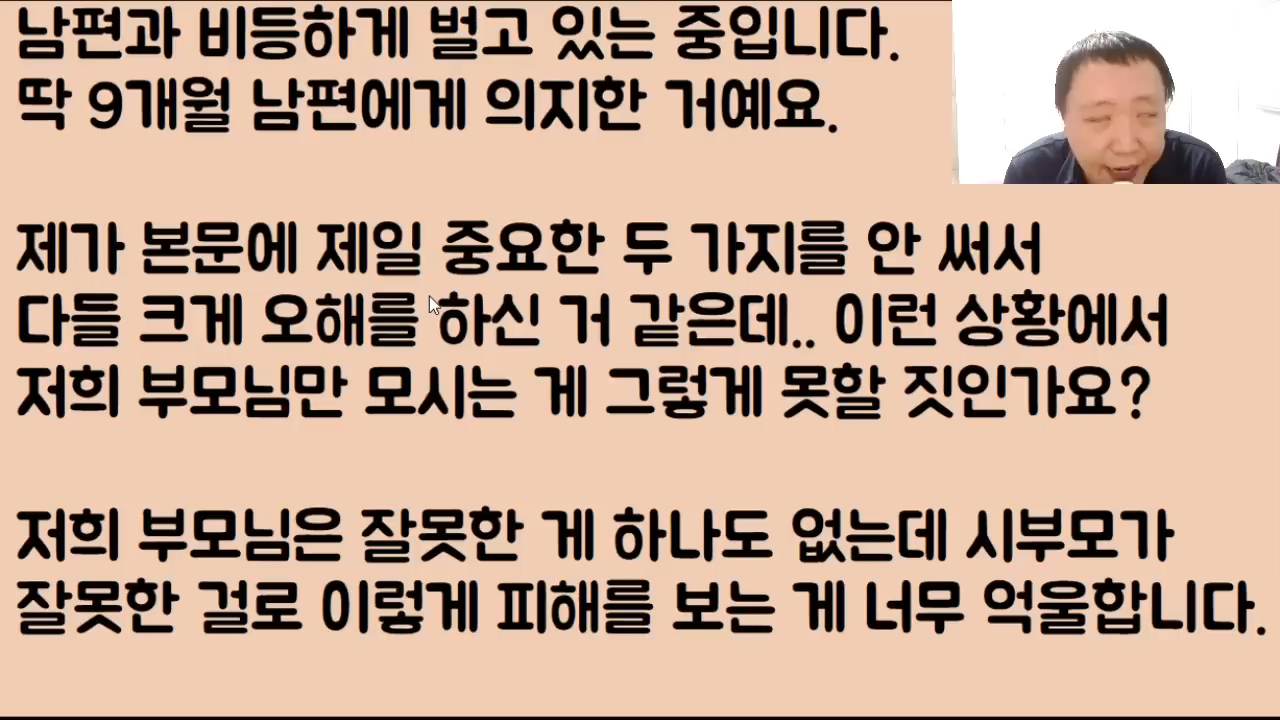 남편과 비등하게 벌고 있는 중입니다.
딱 9개월 남편에게 의지한 거예요.
제가 본문에 제일 중요한 두 가지를 안 써서
다들 크게 오해를 하신 거 같은데.. 이런 상황에서
저희 부모님만 모시는 게 그렇게 못할 짓인가요?
저희 부모님은 잘못한 게 하나도 없는데 시부모가
잘못한 걸로 이렇게 피해를 보는 게 너무 억울합니다.